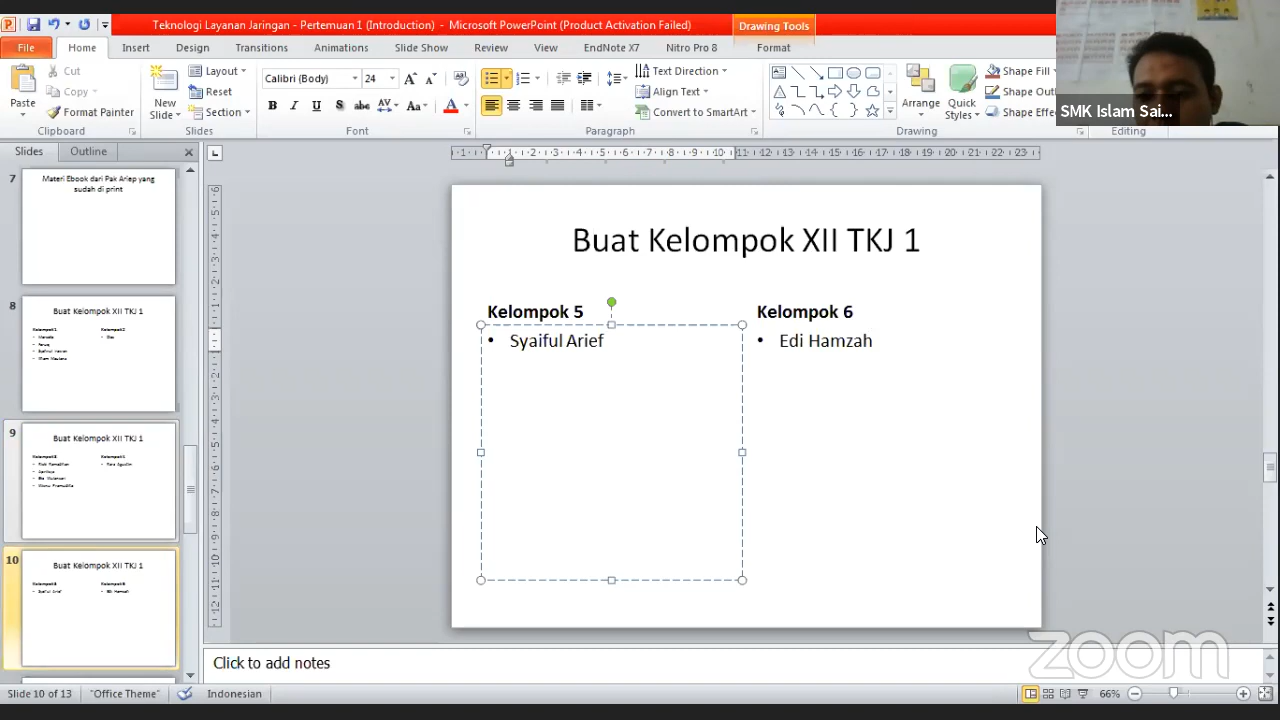 Teknologi Layanan Jaringan - Pertemuan 1 (Introduction) - Microsoft PowerPoint (Product Activation Failed)
Drawing Tools
File Home Insert Design Transitions Animations Slide Show Review View EndNote X7 Nitro Pro 8 Format
Paste
Cut
Copy
Format Painter
Clipboard
New Slide
Layout
Reset
Section
Slides
Calibri (Body) 24
Font
Text Direction
Align Text
Convert to SmartArt
Paragraph
Arrange
Quick Styles
Shape Fill
Shape Out
Shape Effe
Drawing
Editing
SMK Islam Sai...
Slides Outline
7
Materi Ebook dari Pak Ariep yang
sudah di print
8
Buat Kelompok XII TKJ 1
9
Buat Kelompok XII TKJ 1
10
Buat Kelompok XII TKJ 1
Buat Kelompok XII TKJ 1
Kelompok 5
• Syaiful Arief
Kelompok 6
• Edi Hamzah
Click to add notes
zoom
Slide 10 of 13 "Office Theme" Indonesian 66%